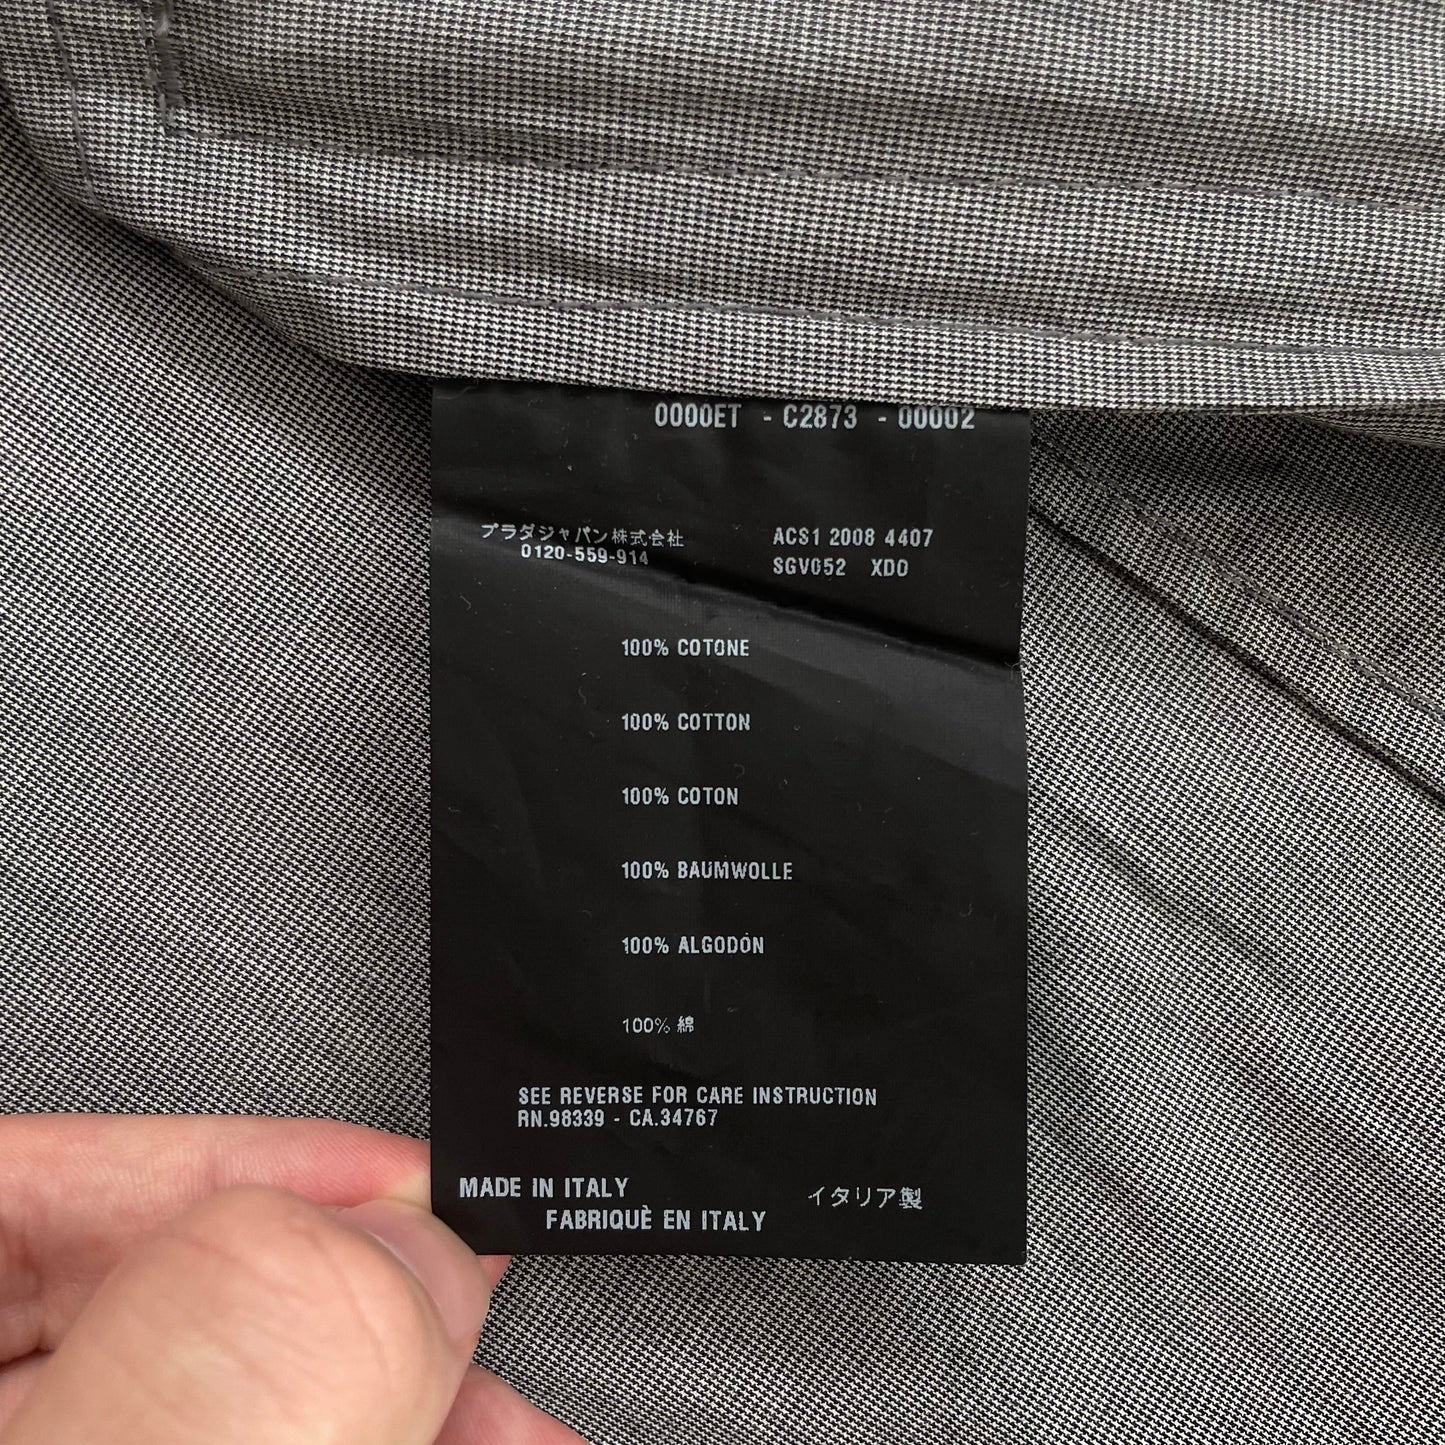 0000ET - C2873 - 00002
プラダジャパン株式会社
0120-559-914
ACS1 2008 4407
SGV052 XDO
100% COTONE
100% COTTON
100% COTON
100% BAUMWOLLE
100% ALGODÓN
100% 綿
SEE REVERSE FOR CARE INSTRUCTION
RN.98339 - CA.34767
MADE IN ITALY
FABRIQUÈ EN ITALY
イタリア製